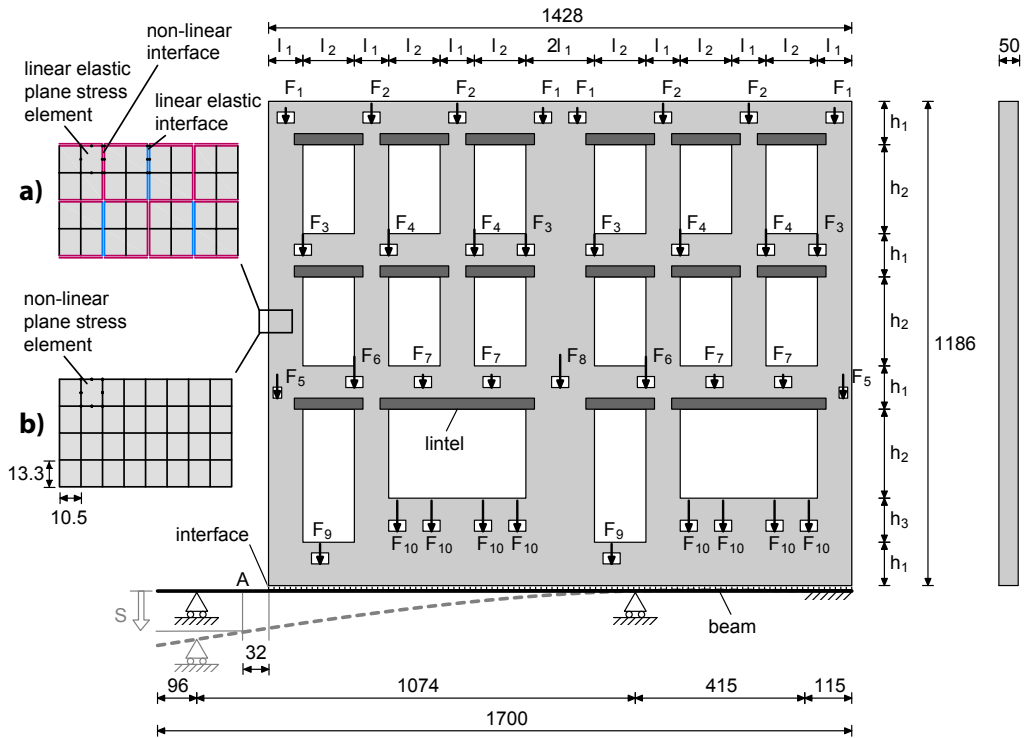 1428
non-linear
interface
l1 l2 l1 l2 l1 l2 2l1 l2 l1 l2 l1 l2 l1
50
linear elastic
plane stress
element
linear elastic
interface
F1 F2 F2 F1 F1 F2 F2 F1
h1
a)
h2
F3 F4 F4 F3 F3 F4 F4 F3
h1
non-linear
plane stress
element
h2
1186
F5 F6 F7 F7 F8 F6 F7 F7 F5
h1
b)
lintel
h2
13.3
10.5
h3
interface
F9 F10 F10 F10 F10 F9 F10 F10 F10 F10
h1
A
S
beam
32
96 1074 415 115
1700